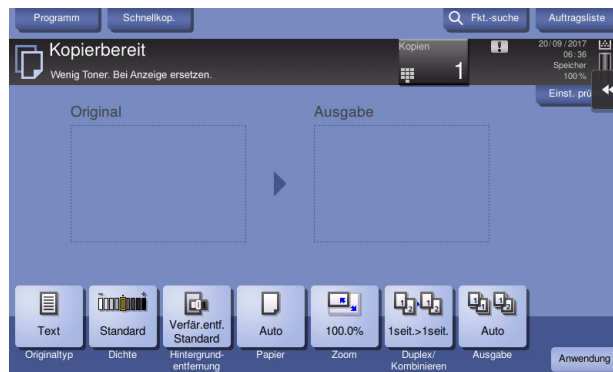 Programm
Schnellkop.
Fkt.-suche
Auftragsliste
Kopierbereit
Wenig Toner. Bei Anzeige ersetzen.
Kopien
1
20/09/2017
06:36
Speicher
100%
Einst. prü
Original
Ausgabe
Text
Standard
Verfär.entf.
Standard
Auto
100.0%
1seit.>1seit.
Auto
Originaltyp
Dichte
Hintergrund-
entfernung
Papier
Zoom
Duplex/
Kombinieren
Ausgabe
Anwendung